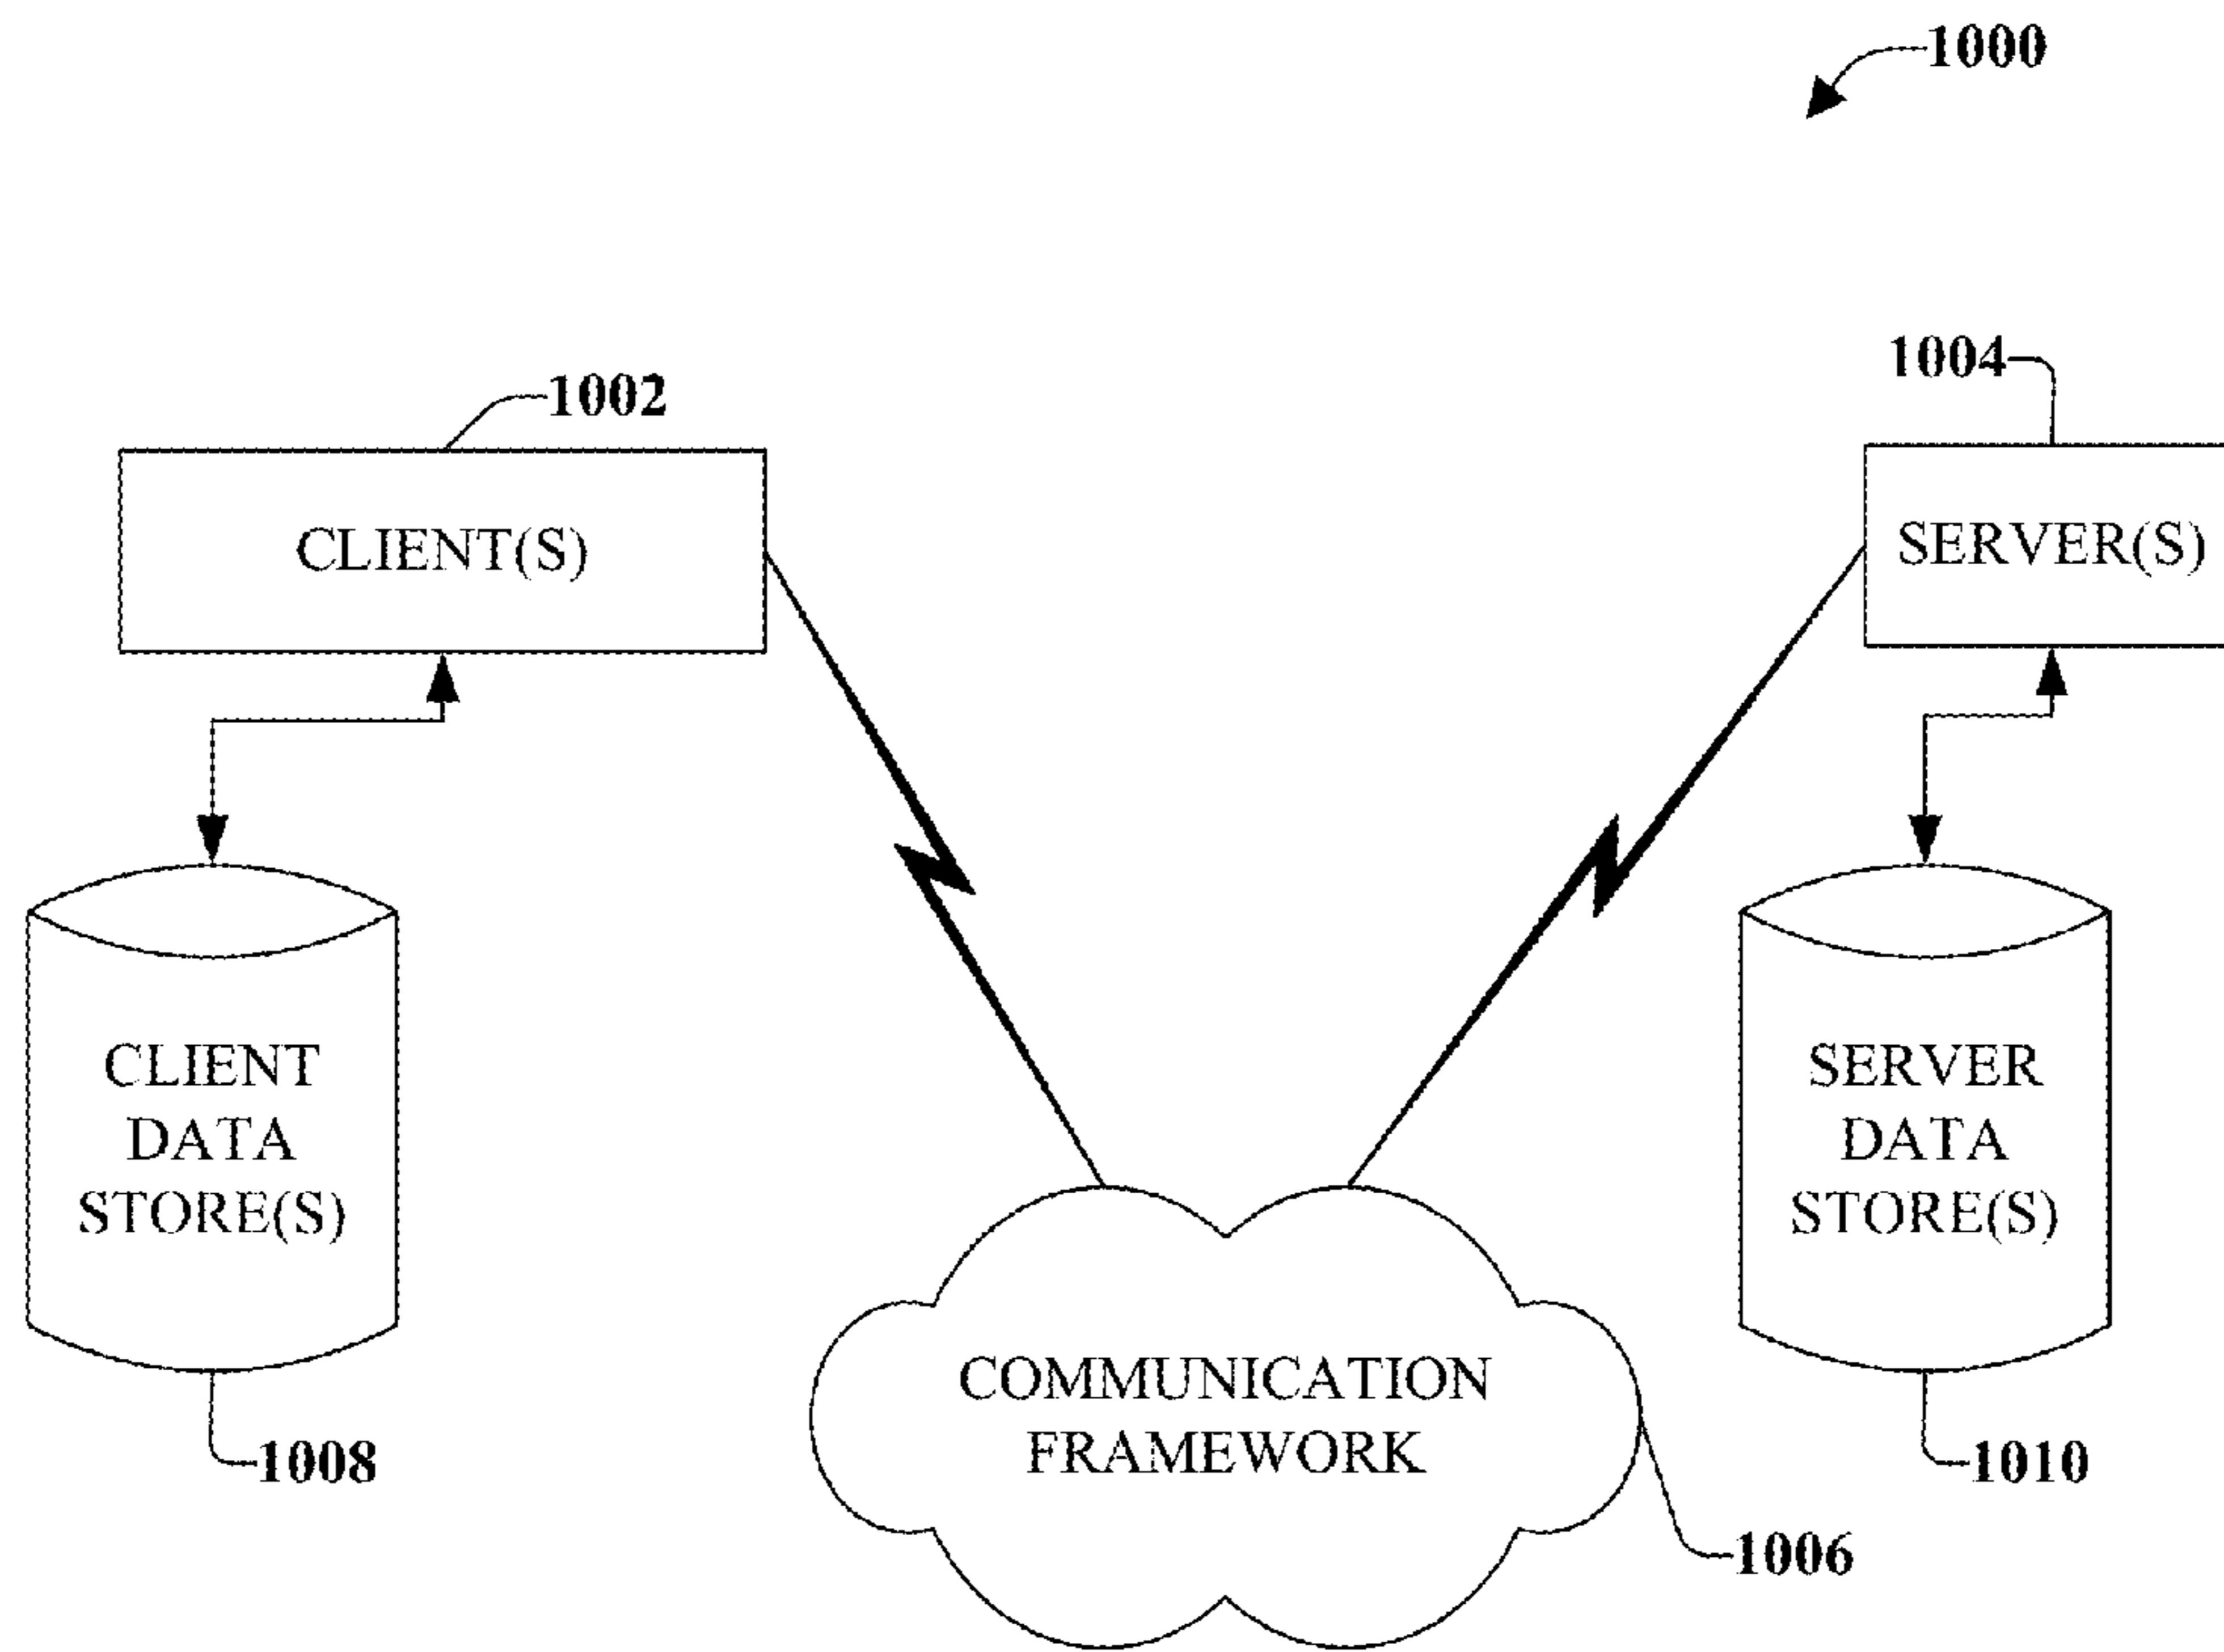 1000
1002
1004
CLIENT(S)
SERVER(S)
CLIENT
DATA
STORE(S)
SERVER
DATA
STORE(S)
COMMUNICATION
FRAMEWORK
1008
1010
1006